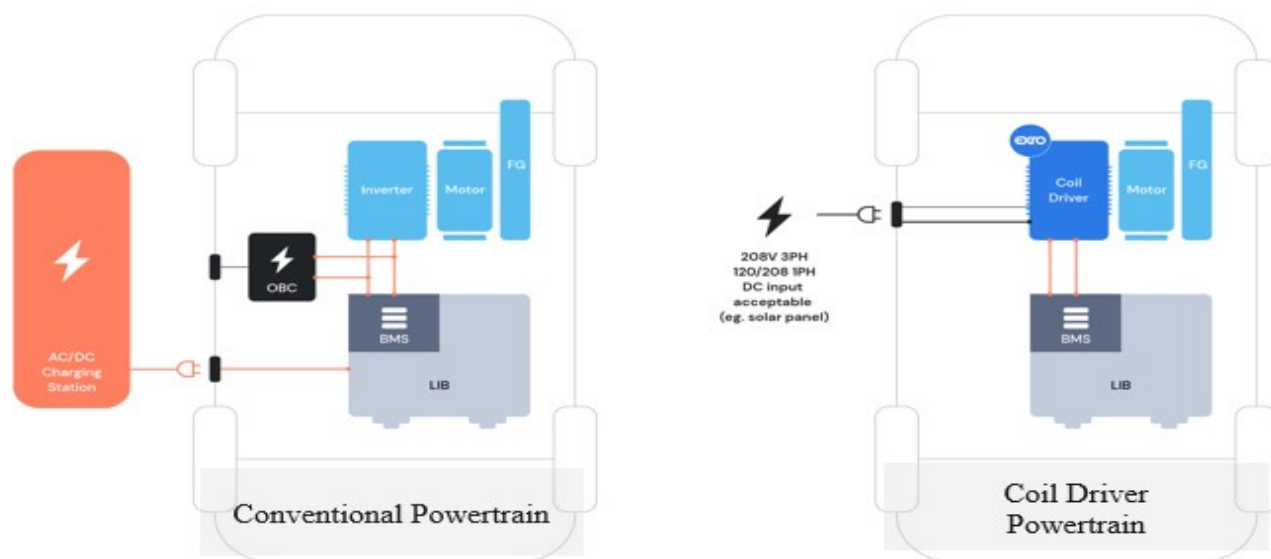 FG
Inverter
Motor
OBC
BMS
LIB
AC/DC
Charging
Station
Conventional Powertrain
exro
FG
Coil
Driver
Motor
208V 3PH
120/208 1PH
DC input
acceptable
(eg. solar panel)
BMS
LIB
Coil Driver
Powertrain